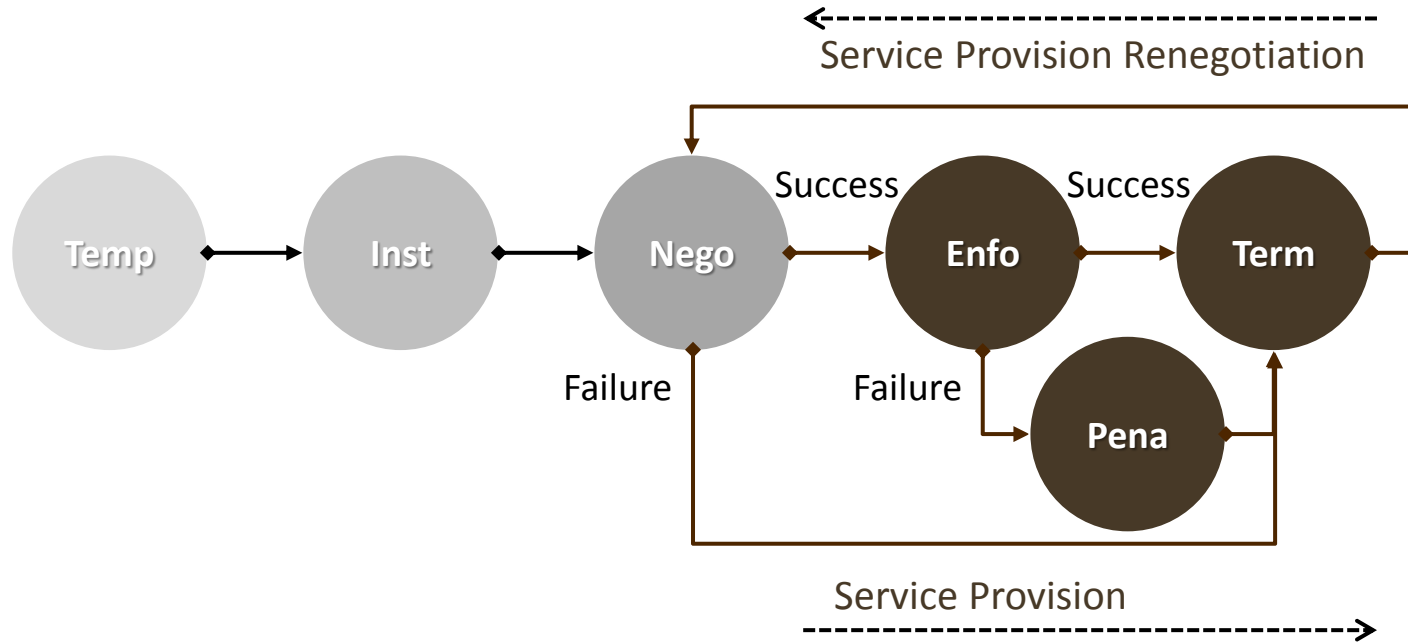 Service Provision Renegotiation
Success
Success
Temp
Inst
Nego
Enfo
Term
Failure
Failure
Pena
Service Provision